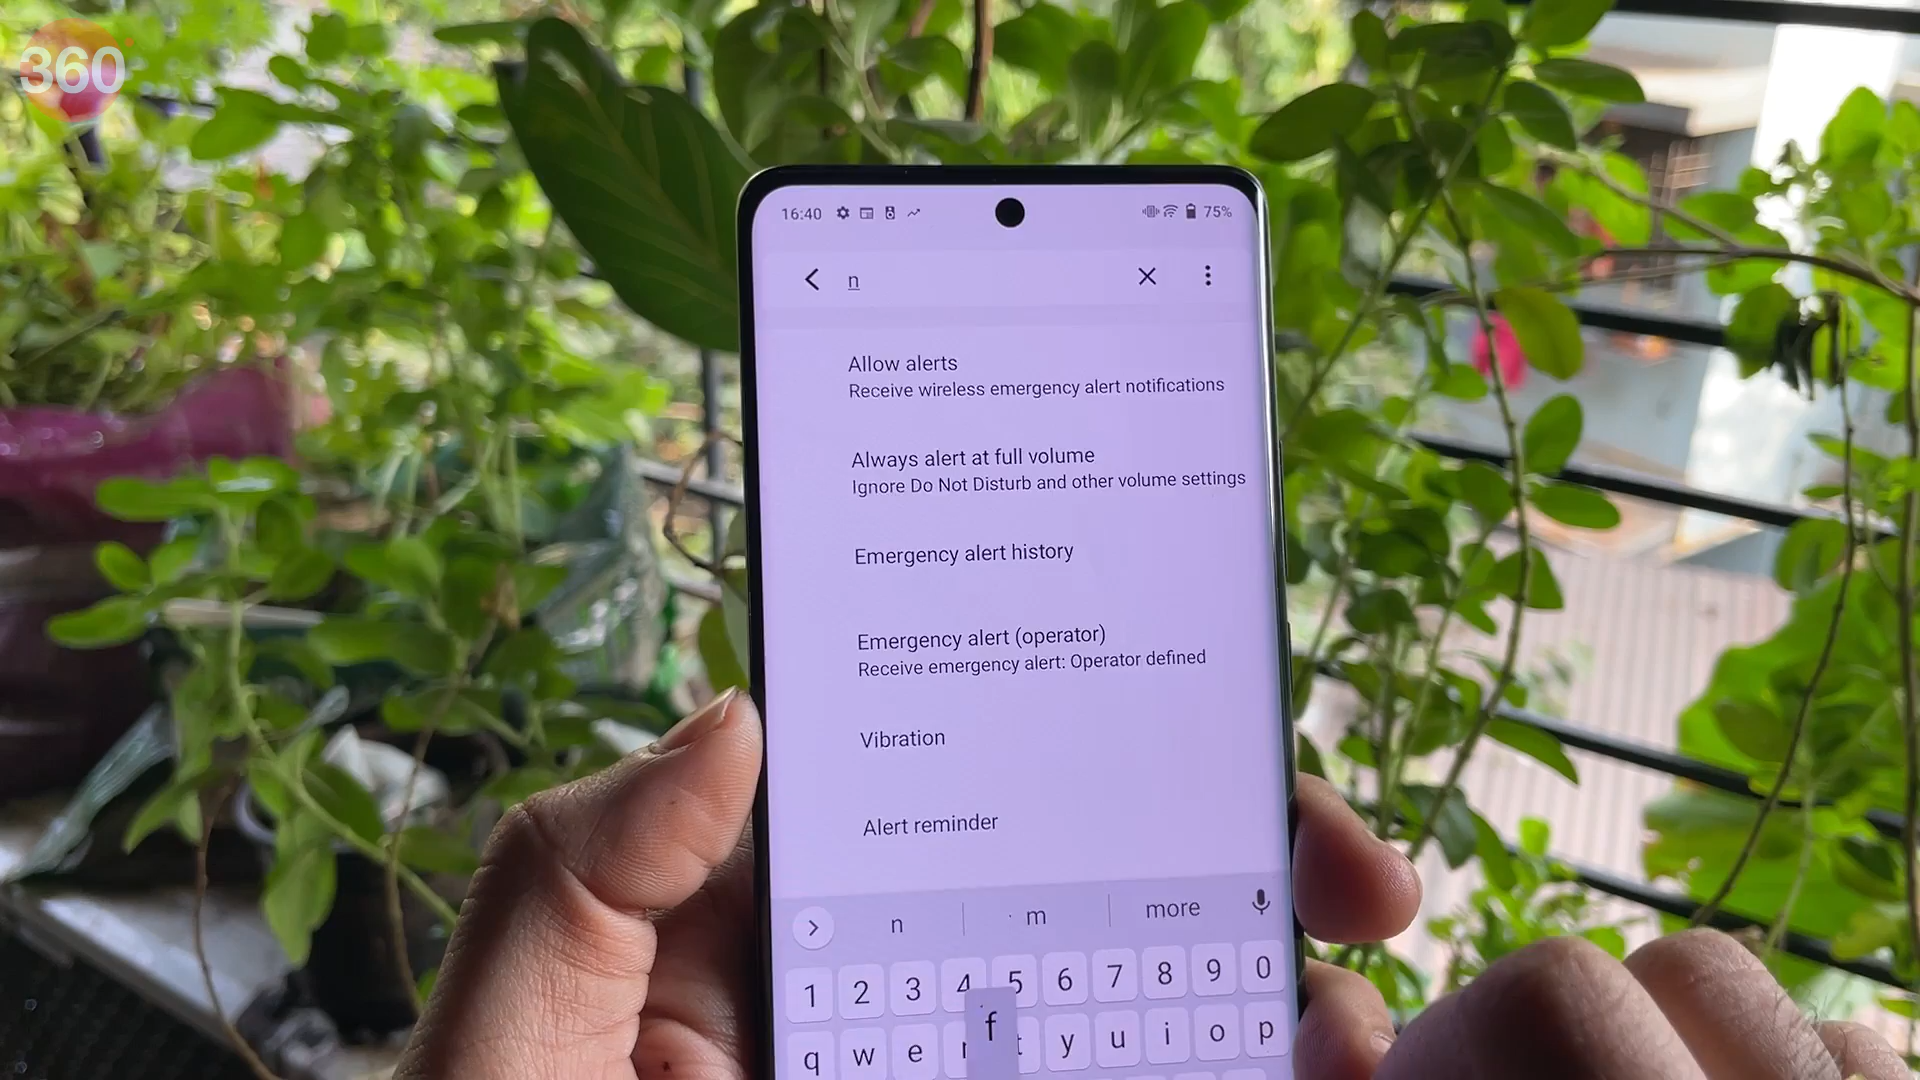 360
16:40
75%
n
Allow alerts
Receive wireless emergency alert notifications
Always alert at full volume
Ignore Do Not Disturb and other volume settings
Emergency alert history
Emergency alert (operator)
Receive emergency alert: Operator defined
Vibration
Alert reminder
n m more
1 2 3 4 5 6 7 8 9 0
f
q w e r t y u i o p